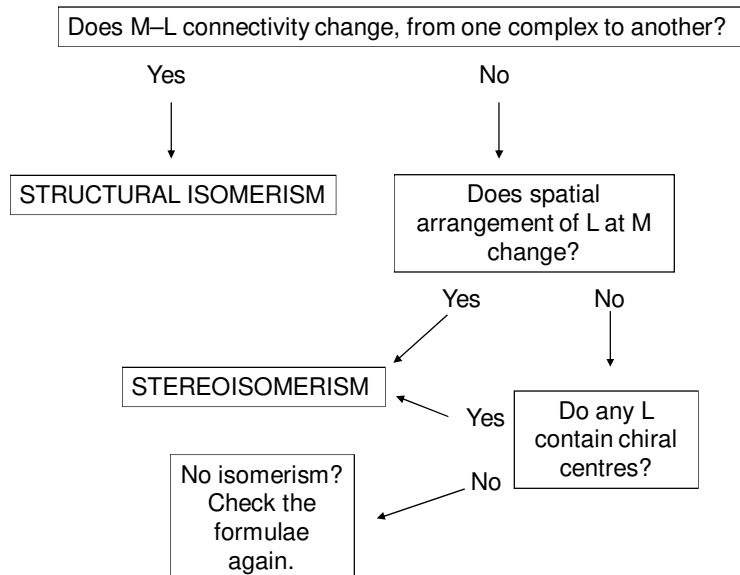 Does M–L connectivity change, from one complex to another?
Yes
No
STRUCTURAL ISOMERISM
Does spatial
arrangement of L at M
change?
Yes
No
STEREOISOMERISM
Yes
Do any L
contain chiral
centres?
No
No isomerism?
Check the
formulae
again.